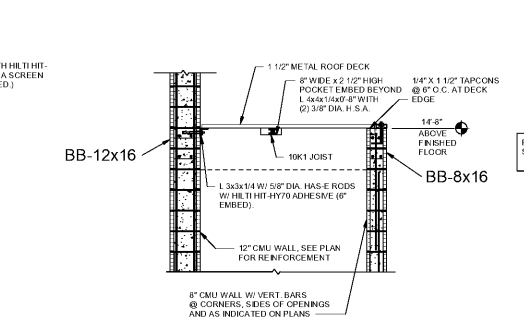 TH HILTI HIT-
A SCREEN
ED.)
1 1/2" METAL ROOF DECK
8" WIDE x 2 1/2" HIGH
POCKET EMBED BEYOND
L 4x4x1/4x0'-8" WITH
(2) 3/8" DIA. H.S.A.
1/4" X 1 1/2" TAPCONS
@ 6" O.C. AT DECK
EDGE
14'-8"
ABOVE
FINISHED
FLOOR
BB-12x16
10K1 JOIST
BB-8x16
L 3x3x1/4 W/ 5/8" DIA. HAS-E RODS
W/ HILTI HIT-HY70 ADHESIVE (6"
EMBED).
12" CMU WALL, SEE PLAN
FOR REINFORCEMENT
8" CMU WALL W/ VERT. BARS
@ CORNERS, SIDES OF OPENINGS
AND AS INDICATED ON PLANS